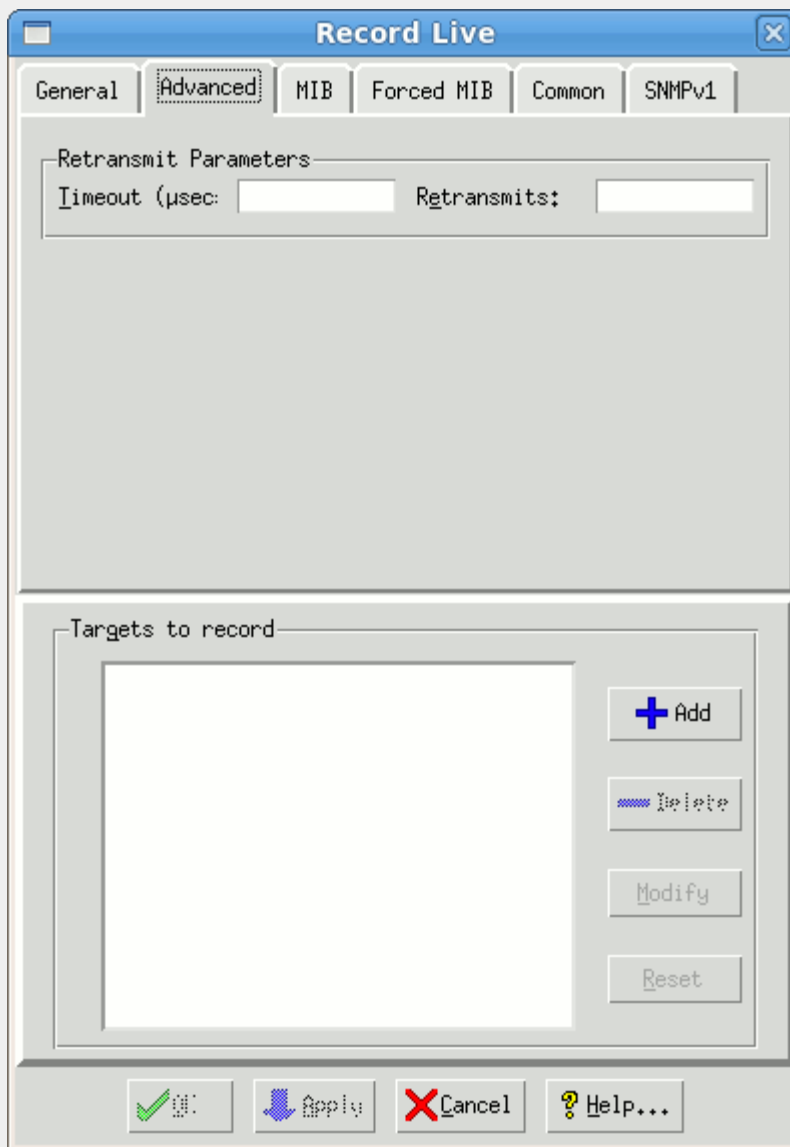 Record Live
General Advanced MIB Forced MIB Common SNMPv1
Retransmit Parameters
Timeout (µsec: Retransmits:
Targets to record
Add
Delete
Modify
Reset
OK Apply Cancel Help...